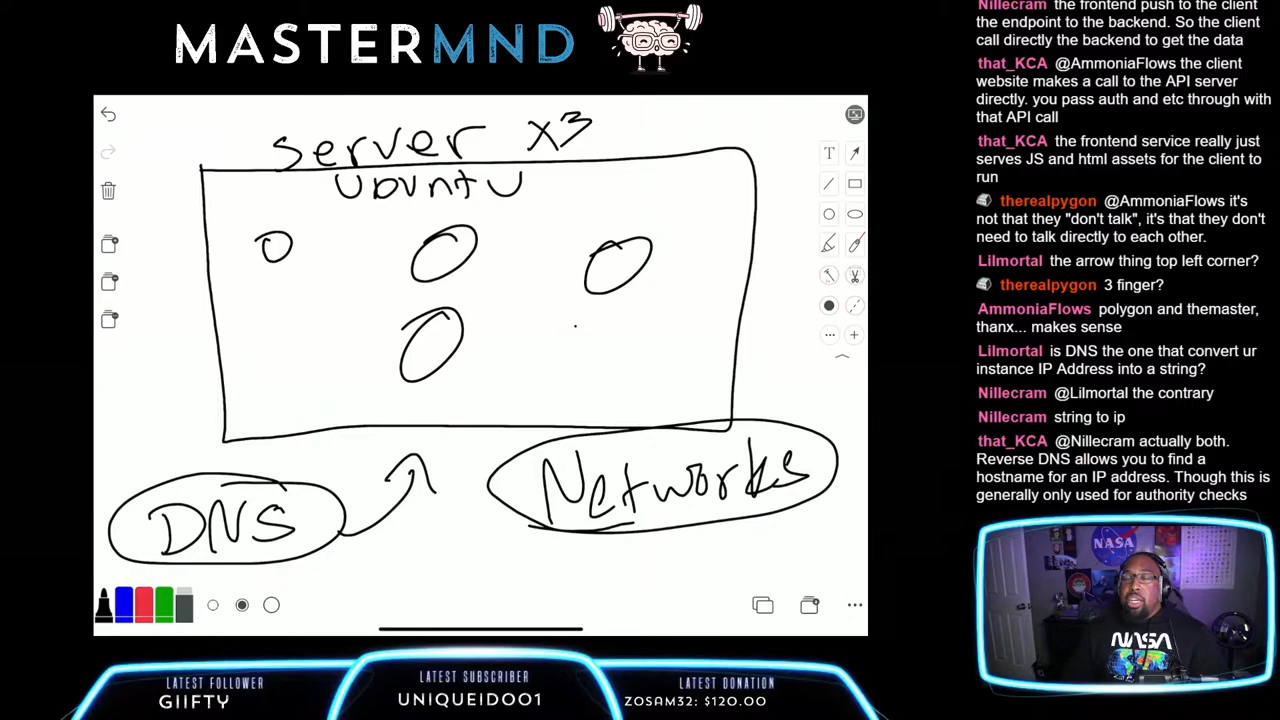 MASTERMND
server x3
Ubuntu
DNS
Networks
T
Nillecram the frontend push to the client
the endpoint to the backend. So the client
call directly the backend to get the data
that_KCA @AmmoniaFlows the client
website makes a call to the API server
directly. you pass auth and etc through with
that API call
that_KCA the frontend service really just
serves JS and html assets for the client to
run
therealpygon @AmmoniaFlows it's
not that they "don't talk", it's that they don't
need to talk directly to each other.
Lilmortal the arrow thing top left corner?
therealpygon 3 finger?
AmmoniaFlows polygon and themaster,
thanx... makes sense
Lilmortal is DNS the one that convert ur
instance IP Address into a string?
Nillecram @Lilmortal the contrary
Nillecram string to ip
that_KCA @Nillecram actually both.
Reverse DNS allows you to find a
hostname for an IP address. Though this is
generally only used for authority checks
NASA
NASA
LATEST FOLLOWER
GIIFTY
LATEST SUBSCRIBER
UNIQUEID001
LATEST DONATION
ZOSAM32: $120.00